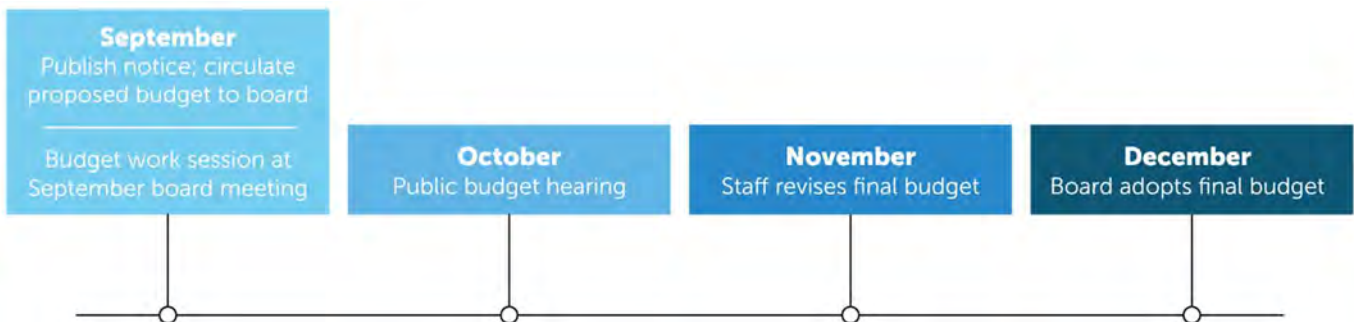 September
Publish notice; circulate
proposed budget to board
Budget work session at
September board meeting
October
Public budget hearing
November
Staff revises final budget
December
Board adopts final budget